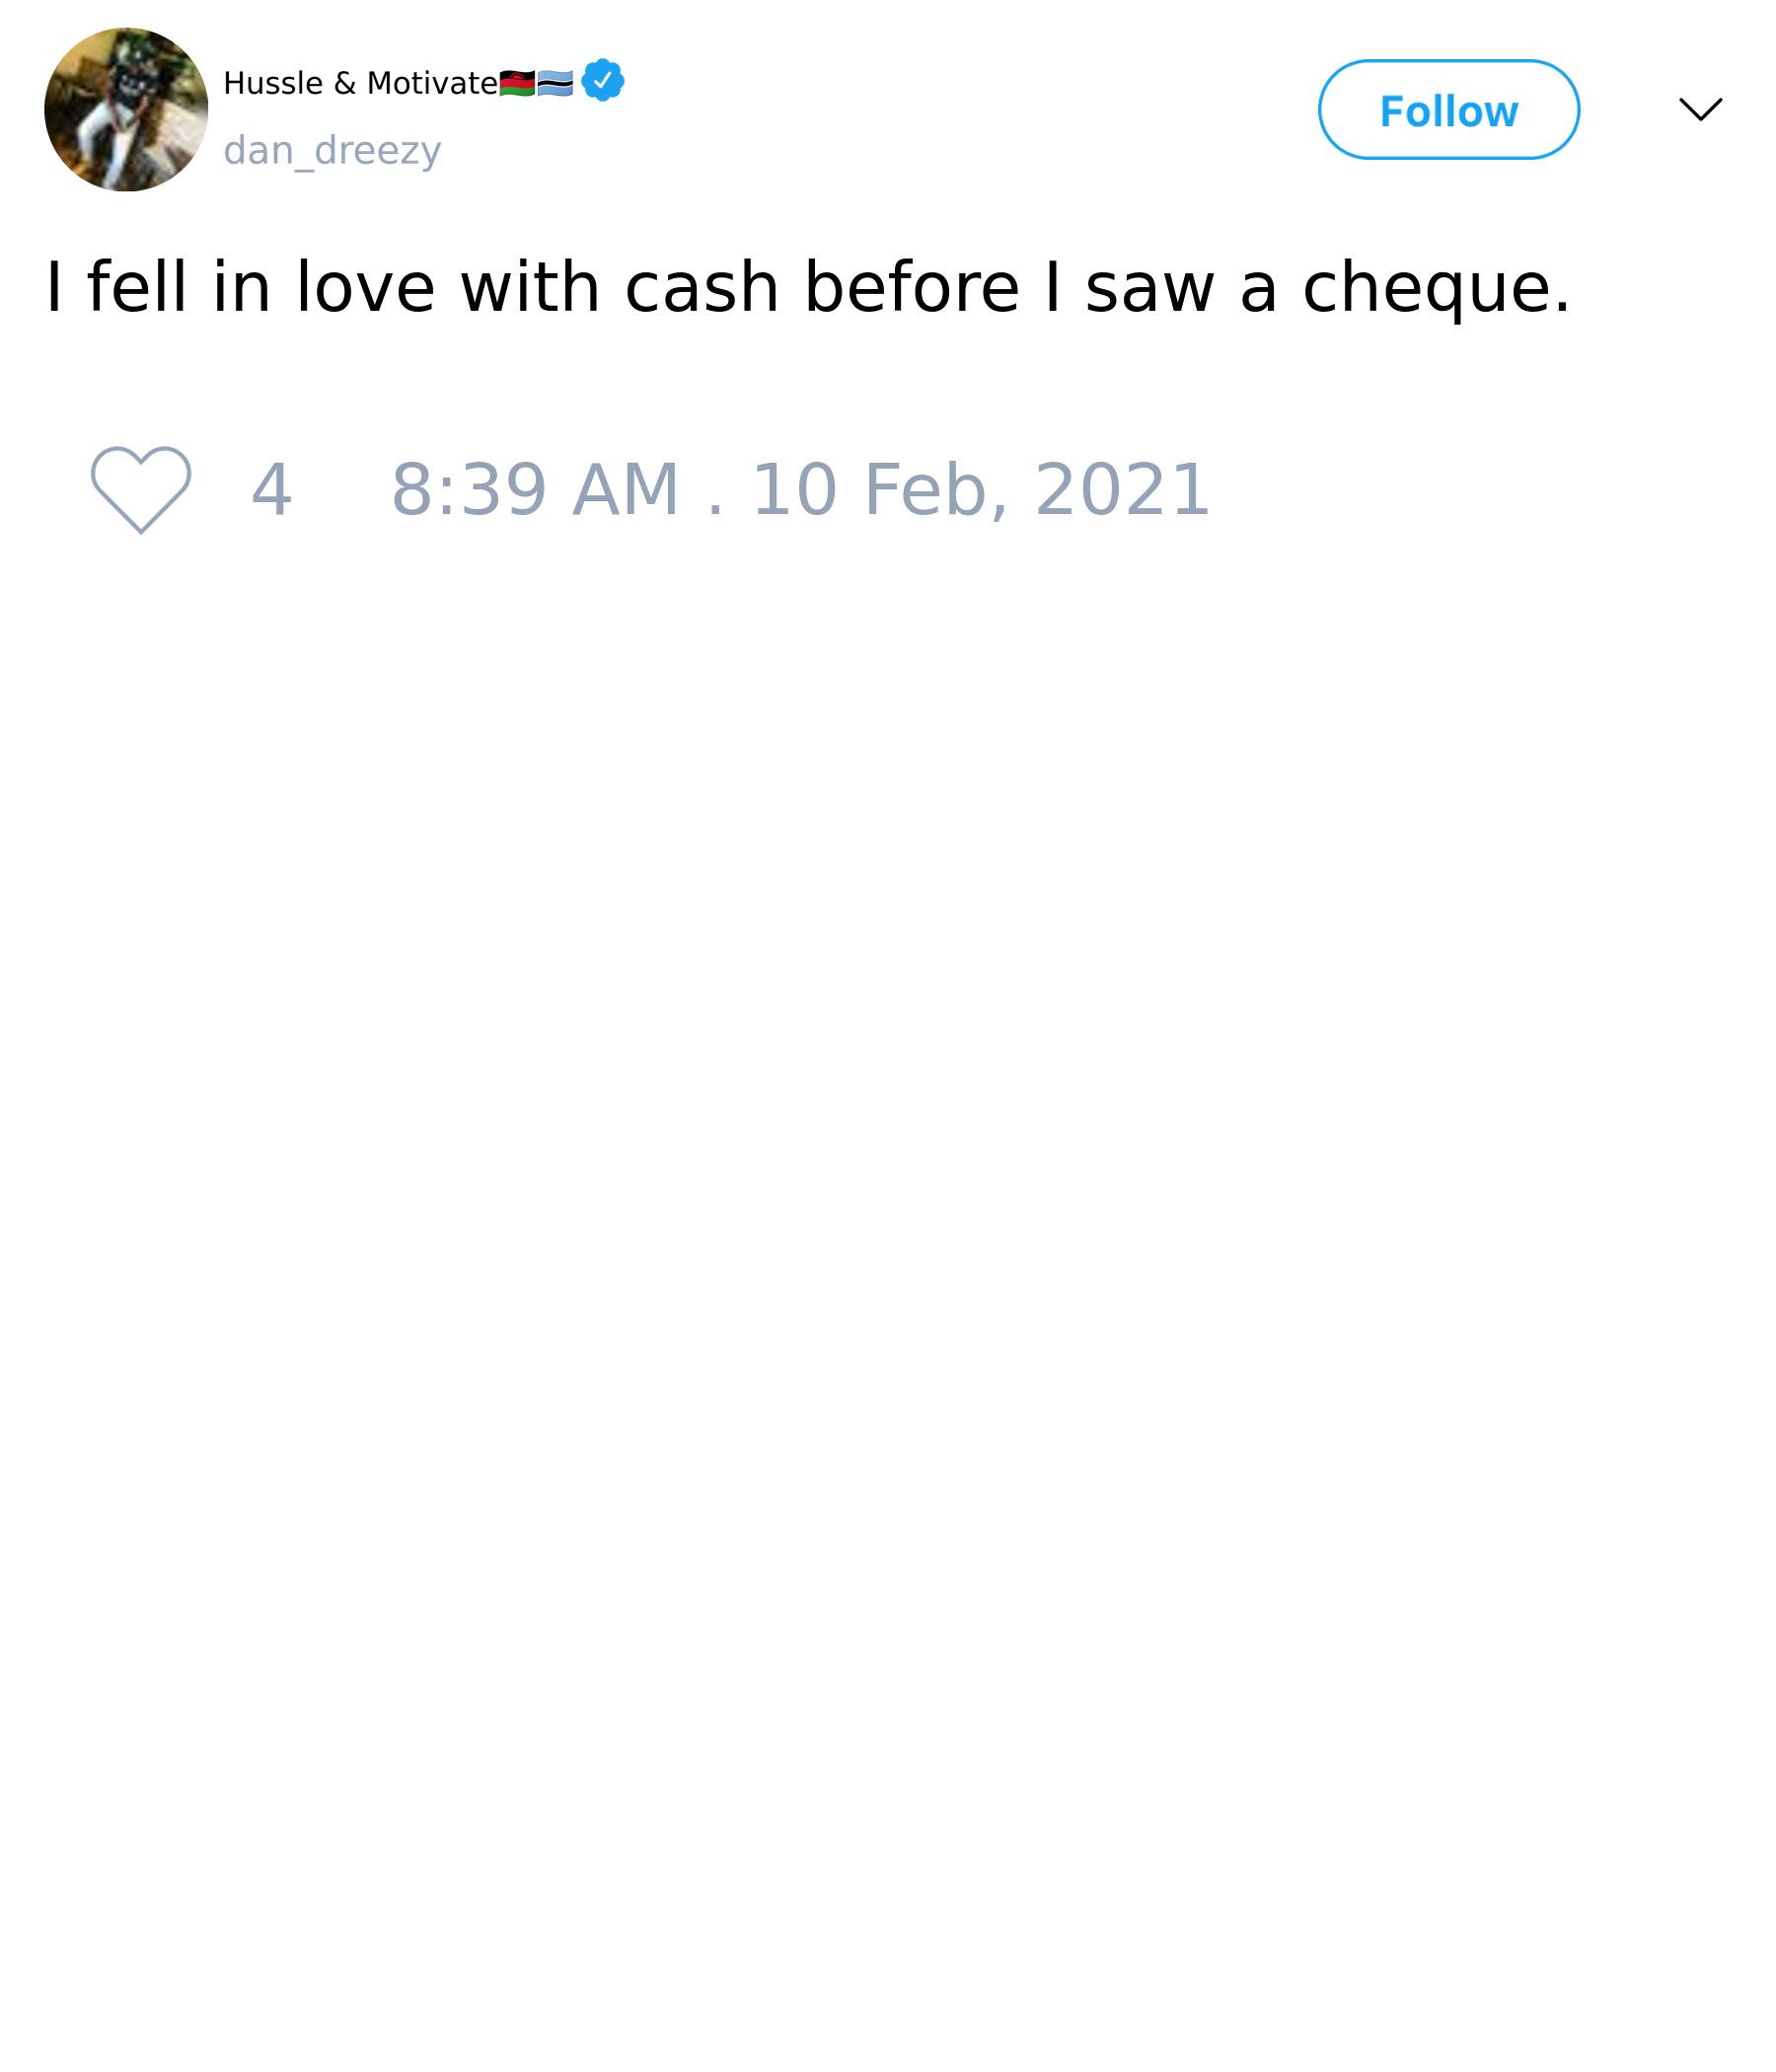 Hussle & Motivate🇲🇼🇧🇼
dan_dreezy
Follow
I fell in love with cash before I saw a cheque.
4 8:39 AM . 10 Feb, 2021